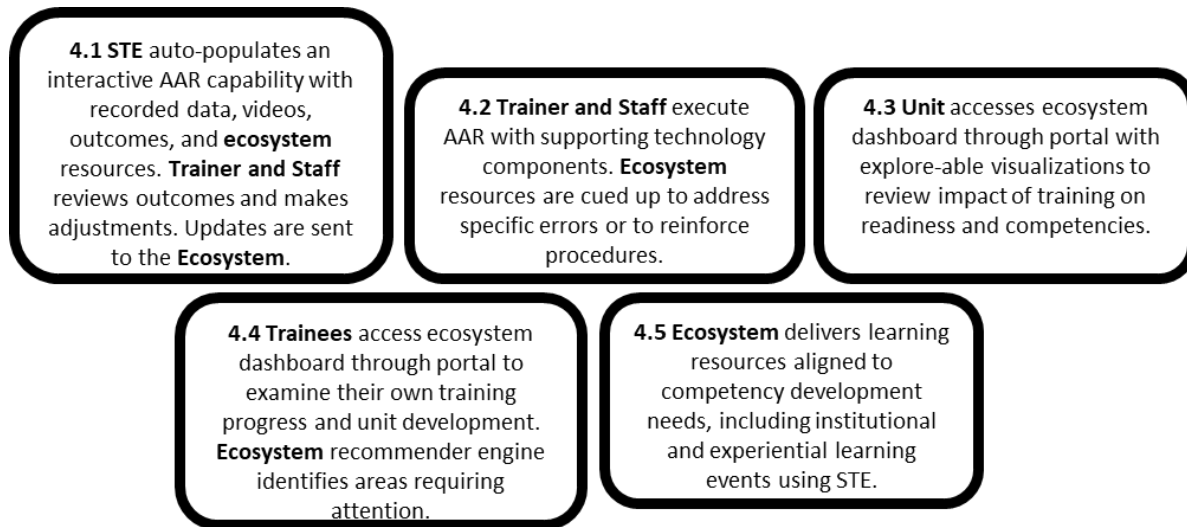 4.1 STE auto-populates an
interactive AAR capability with
recorded data, videos,
outcomes, and ecosystem
resources. Trainer and Staff
reviews outcomes and makes
adjustments. Updates are sent
to the Ecosystem.
4.2 Trainer and Staff execute
AAR with supporting technology
components. Ecosystem
resources are cued up to address
specific errors or to reinforce
procedures.
4.3 Unit accesses ecosystem
dashboard through portal with
explore-able visualizations to
review impact of training on
readiness and competencies.
4.4 Trainees access ecosystem
dashboard through portal to
examine their own training
progress and unit development.
Ecosystem recommender engine
identifies areas requiring
attention.
4.5 Ecosystem delivers learning
resources aligned to
competency development
needs, including institutional
and experiential learning
events using STE.